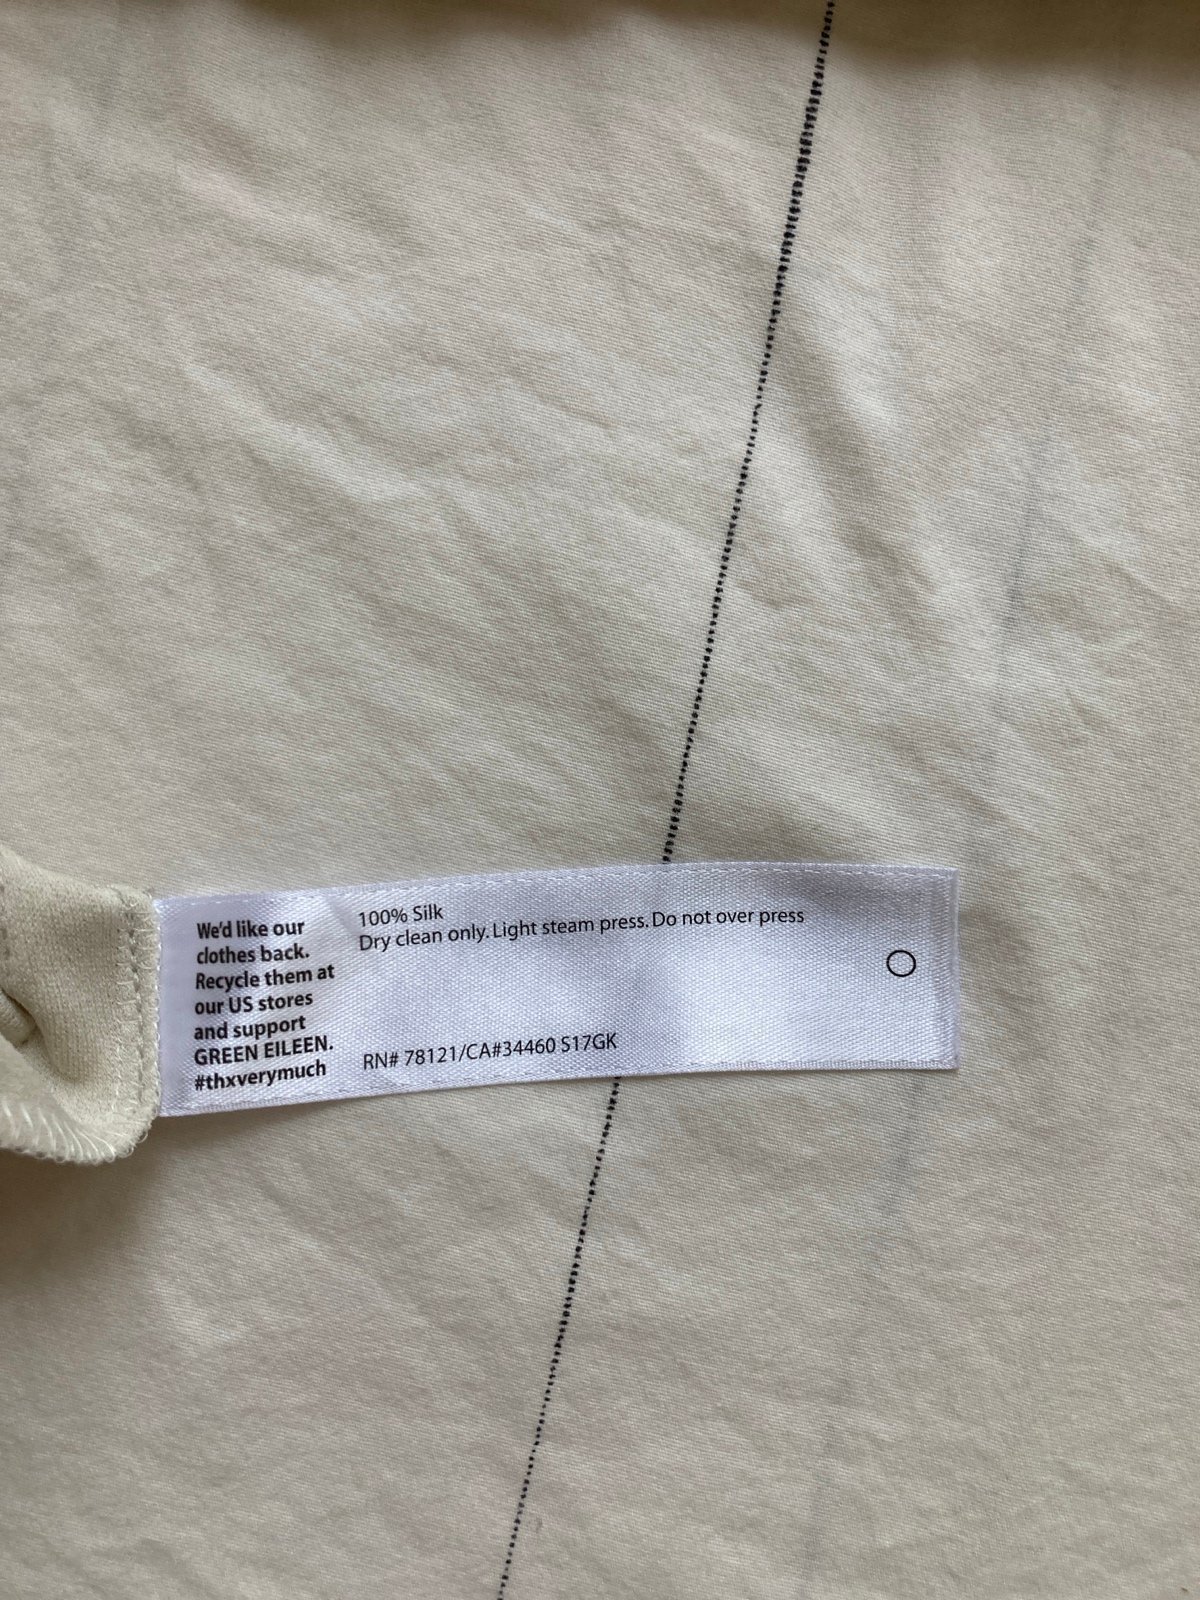 We'd like our
clothes back.
Recycle them at
our US stores
and support
GREEN EILEEN.
#thxverymuch
100% Silk
Dry clean only. Light steam press. Do not over press
RN# 78121/CA#34460 S17GK